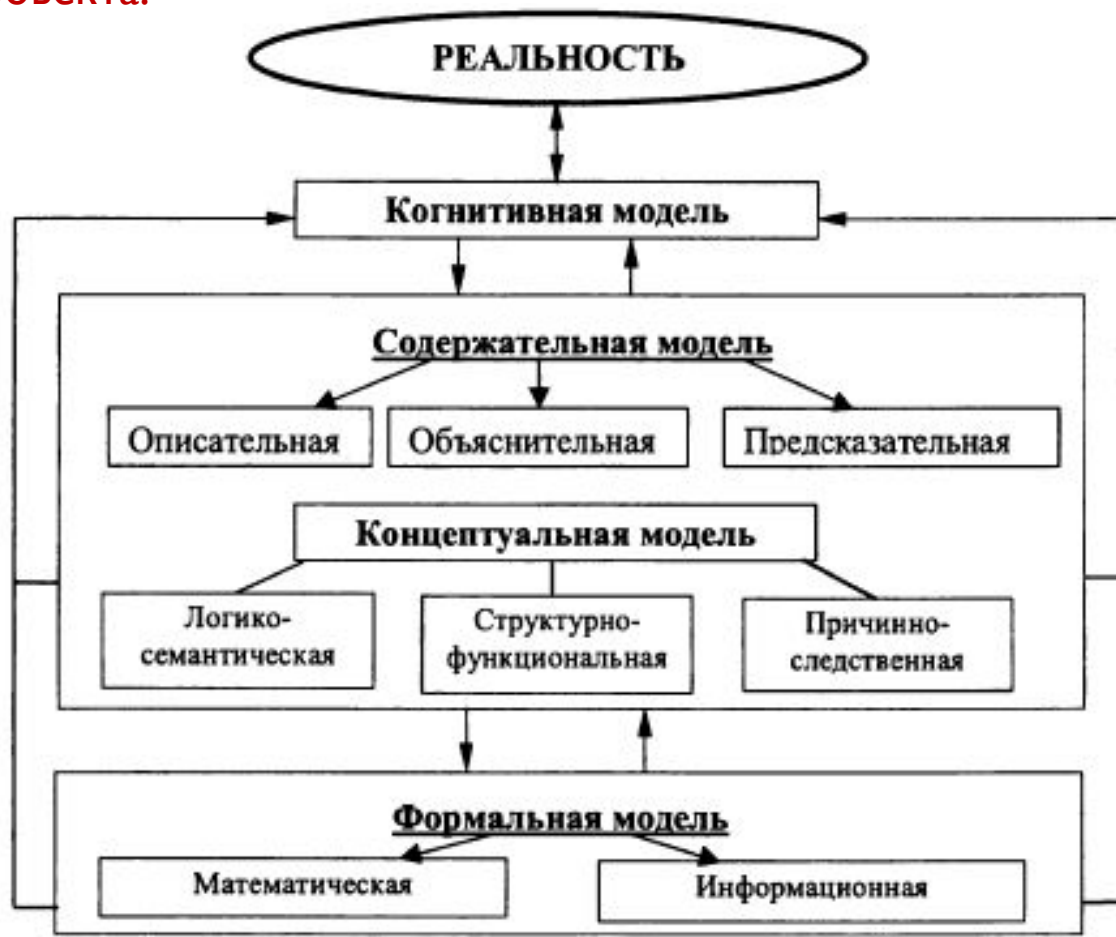 объекта.
РЕАЛЬНОСТЬ
Когнитивная модель
Содержательная модель
Описательная
Объяснительная
Предсказательная
Концептуальная модель
Логико-
семантическая
Структурно-
функциональная
Причинно-
следственная
Формальная модель
Математическая
Информационная